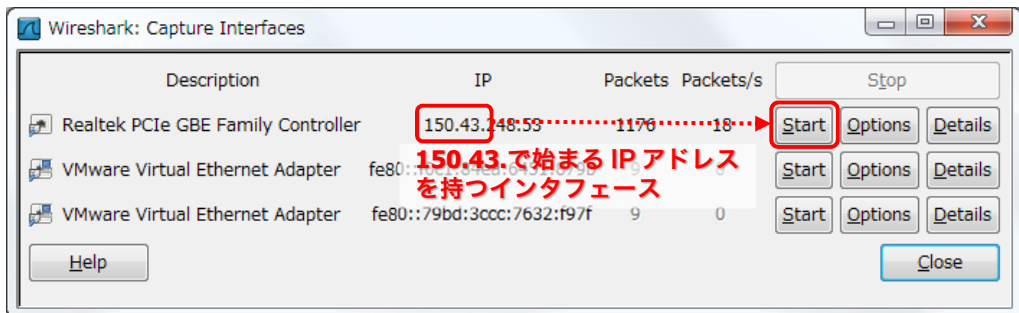 Wireshark: Capture Interfaces
Description IP Packets Packets/s Stop
Realtek PCIe GBE Family Controller 150.43.248.53 1176 18 Start Options Details
150.43.で始まる IP アドレス
を持つインタフェース
VMware Virtual Ethernet Adapter 9 0 Start Options Details
VMware Virtual Ethernet Adapter fe80::79bd:3ccc:7632:f97f 9 0 Start Options Details
Help Close